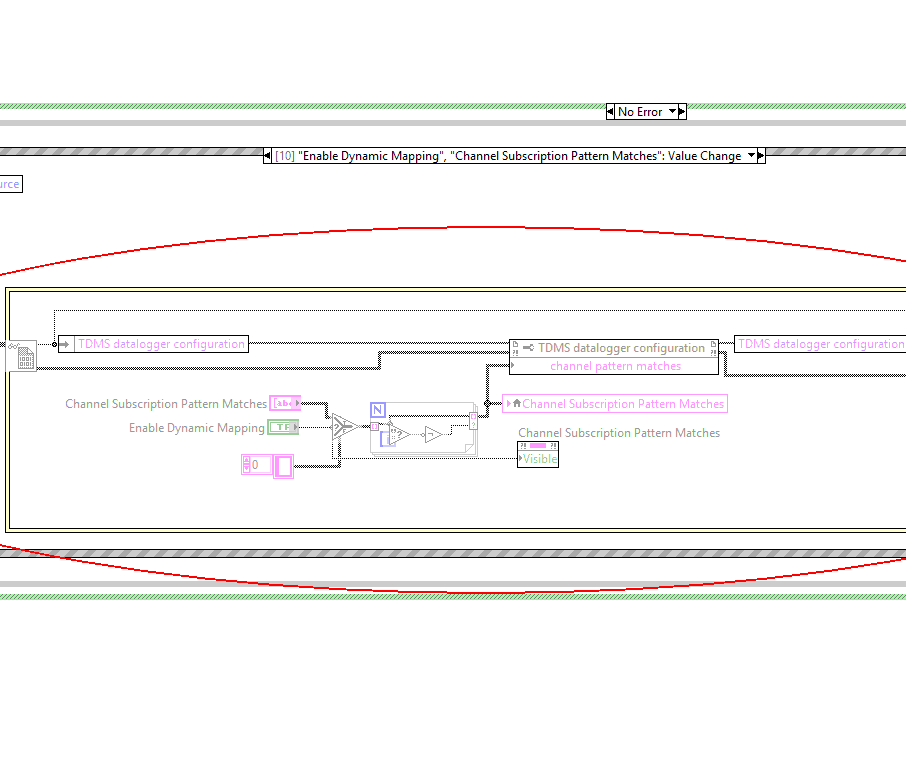 No Error
[10] "Enable Dynamic Mapping", "Channel Subscription Pattern Matches": Value Change
urce
TDMS datalogger configuration
TDMS datalogger configuration
TDMS datalogger configuration
channel pattern matches
Channel Subscription Pattern Matches
[abc
N
Channel Subscription Pattern Matches
Enable Dynamic Mapping
TF
Channel Subscription Pattern Matches
0
Visible